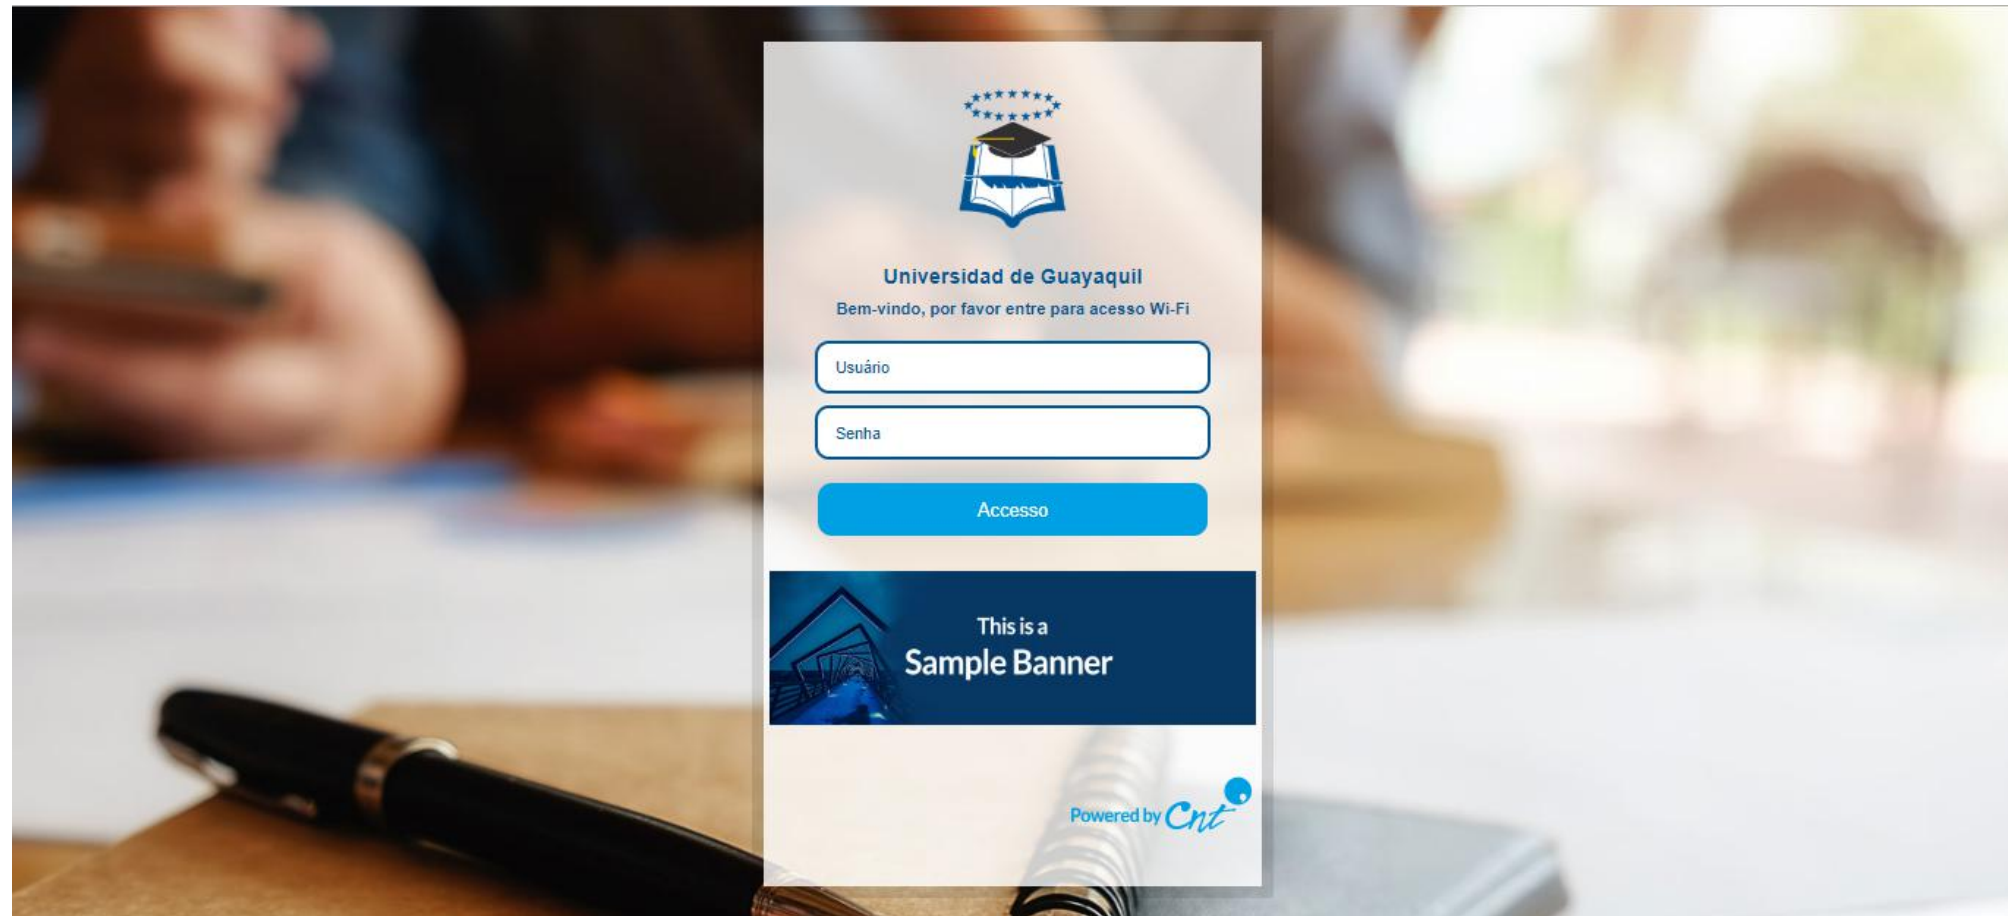 Universidad de Guayaquil
Bem-vindo, por favor entre para acesso Wi-Fi
Usuário
Senha
Accesso
This is a
Sample Banner
Powered by Cnt